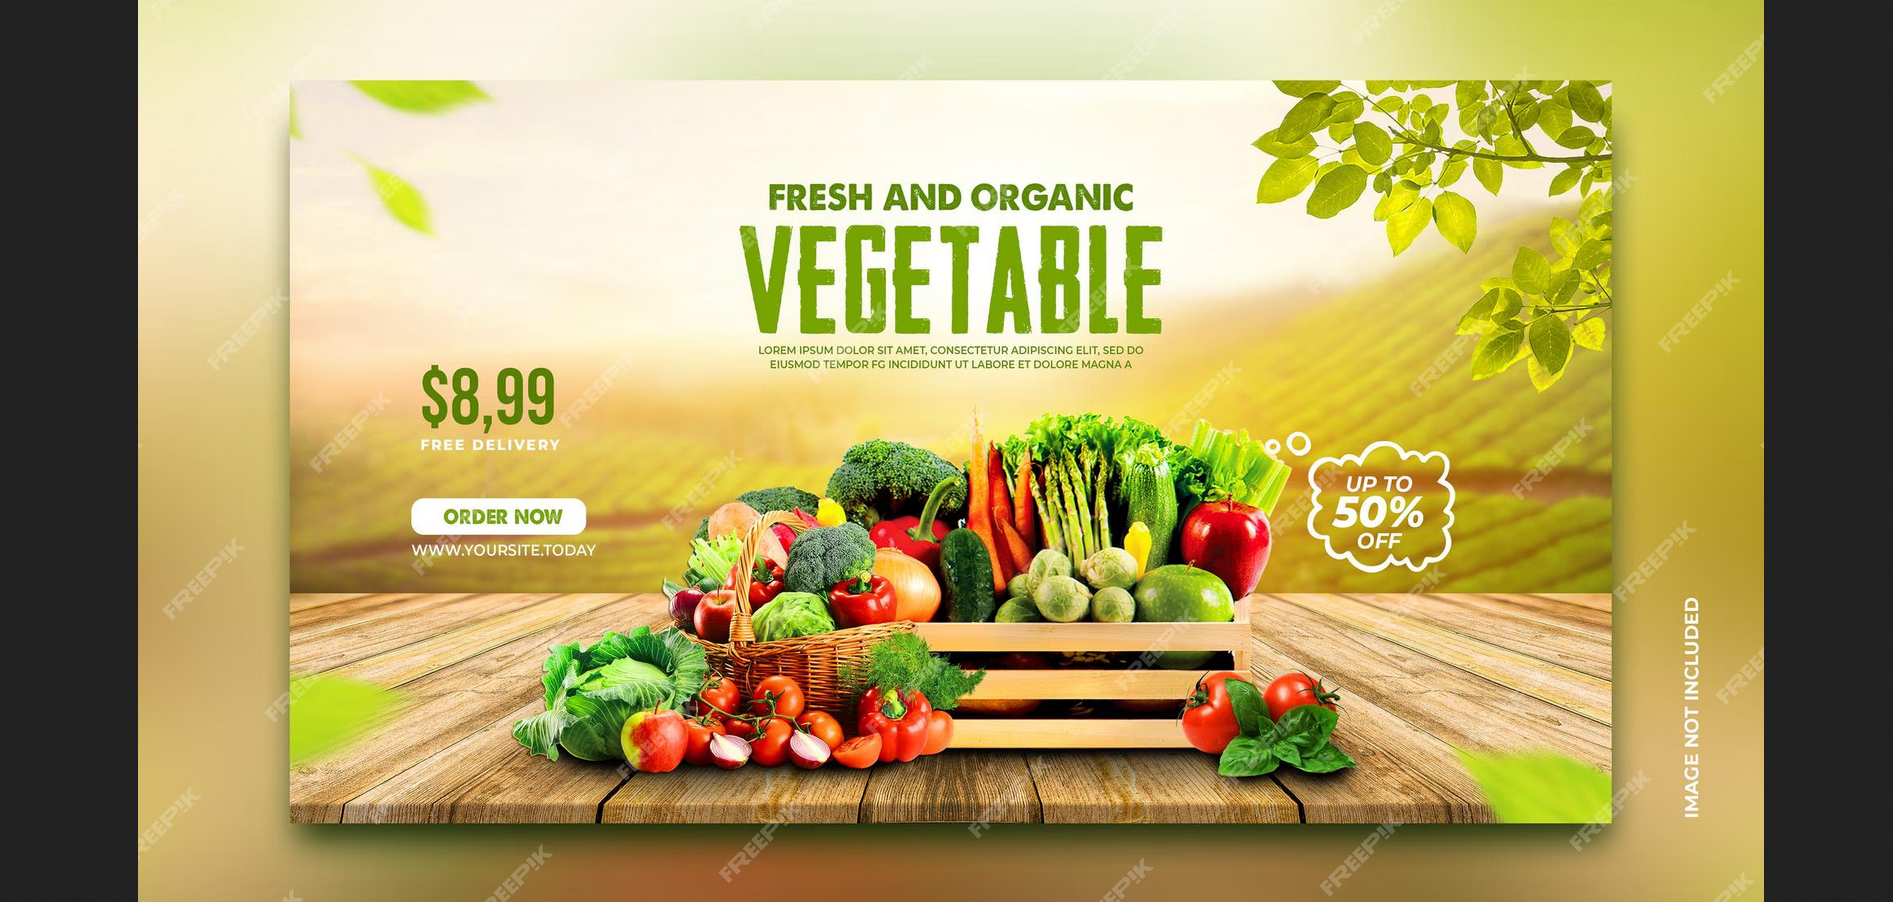 FRESH AND ORGANIC
VEGETABLE
LOREM IPSUM DOLOR SIT AMET, CONSECTETUR ADIPISCING ELIT, SED DO
EIUSMOD TEMPOR FG INCIDIDUNT UT LABORE ET DOLORE MAGNA A
$8,99
FREE DELIVERY
ORDER NOW
WWW.YOURSITE.TODAY
UP TO
50%
OFF
IMAGE NOT INCLUDED
FREEPIK